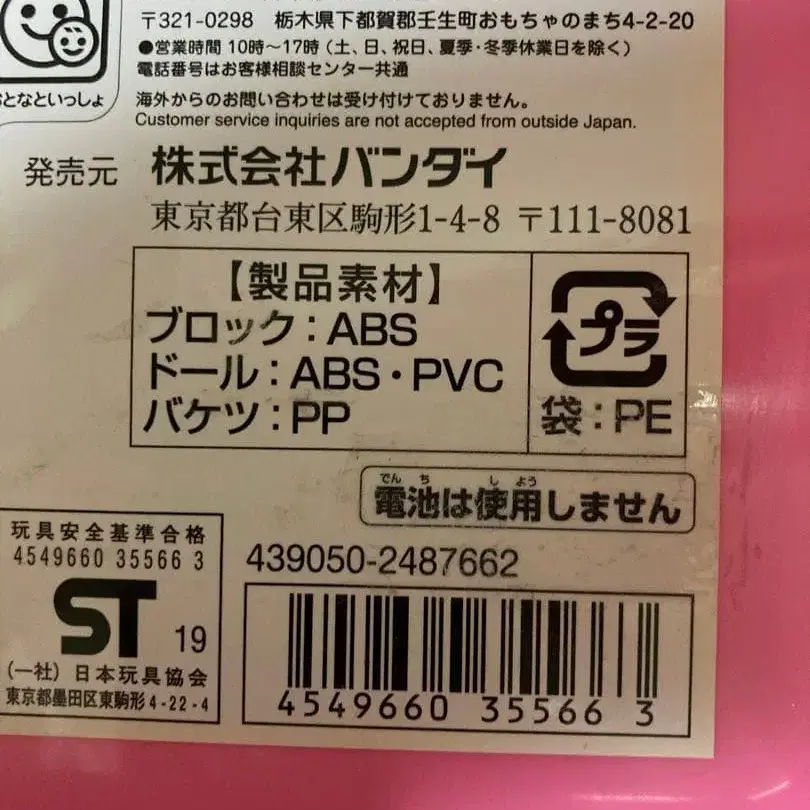 〒321-0298 栃木県下都賀郡壬生町おもちゃのまち4-2-20
●営業時間 10時～17時(土、日、祝日、夏季・冬季休業日を除く)
電話番号はお客様相談センター共通
おとなといっしょ
海外からのお問い合わせは受け付けておりません。
Customer service inquiries are not accepted from outside Japan.
発売元 株式会社バンダイ
東京都台東区駒形1-4-8 〒111-8081
【製品素材】
ブロック：ABS
ドール：ABS・PVC
バケツ：PP
プラ
袋：PE
でんち しよう
電池は使用しません
玩具安全基準合格
4549660 35566 3
ST 19
(一社) 日本玩具協会
東京都墨田区東駒形4-22-4
439050-2487662
4549660 35566 3